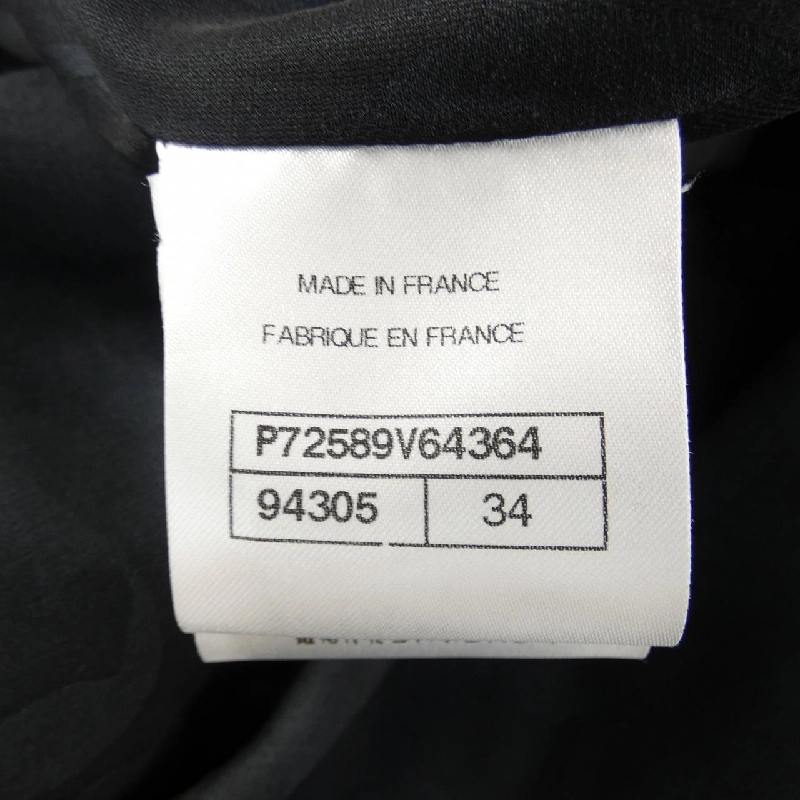 MADE IN FRANCE
FABRIQUE EN FRANCE
P72589V64364
94305 34